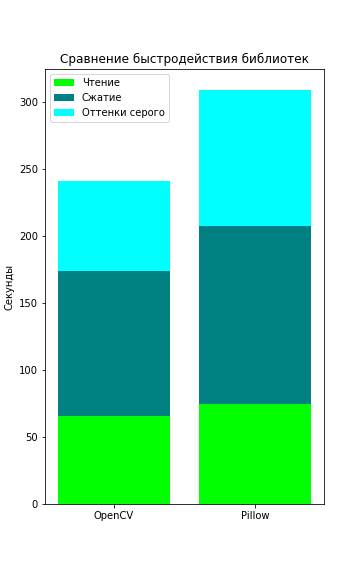 Сравнение быстродействия библиотек
Чтение
Сжатие
Оттенки серого
Секунды
300
250
200
150
100
50
0
OpenCV
Pillow